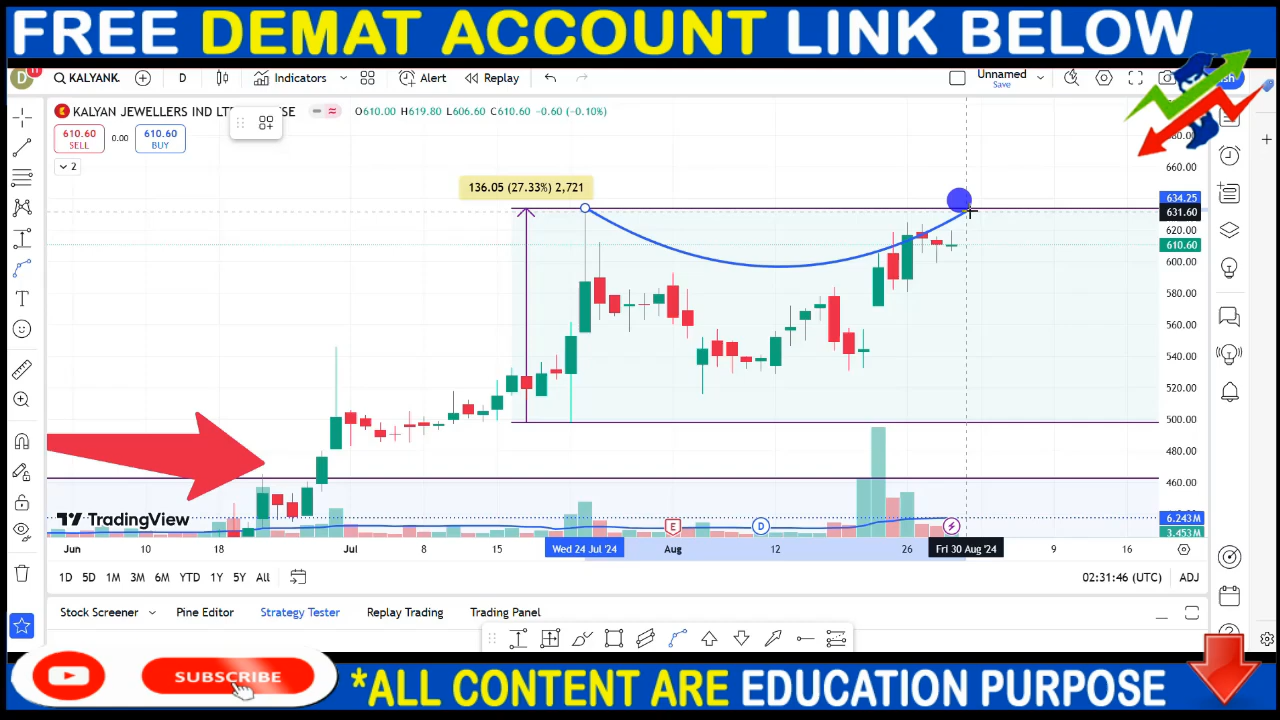 FREE DEMAT ACCOUNT LINK BELOW
D 11 KALYANK. D Indicators Alert Replay Unnamed
Save
KALYAN JEWELLERS IND LT SE O610.00 H619.80 L606.60 C610.60 −0.60 (−0.10%)
610.60 0.00 610.60
SELL BUY
2
136.05 (27.33%) 2,721
680.00
660.00
634.25
631.60
620.00
610.60
600.00
580.00
560.00
540.00
520.00
500.00
480.00
460.00
6.243 M
3.453 M
TradingView
E D
Jun 10 18 Jul 8 15 Wed 24 Jul '24 Aug 12 26 Fri 30 Aug '24 9 16
1D 5D 1M 3M 6M YTD 1Y 5Y All 02:31:46 (UTC) ADJ
Stock Screener Pine Editor Strategy Tester Replay Trading Trading Panel
SUBSCRIBE
*ALL CONTENT ARE EDUCATION PURPOSE